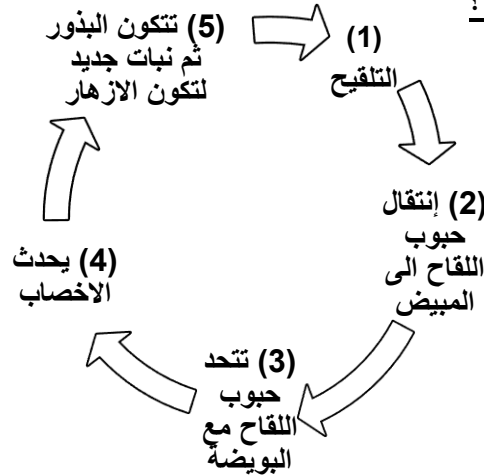 (1)
التلقيح
(2) إنتقال
حبوب
اللقاح الى
المبيض
(3) تتحد
حبوب
اللقاح مع
البويضة
(4) يحدث
الاخصاب
(5) تتكون البذور
ثم نبات جديد
لتكون الازهار